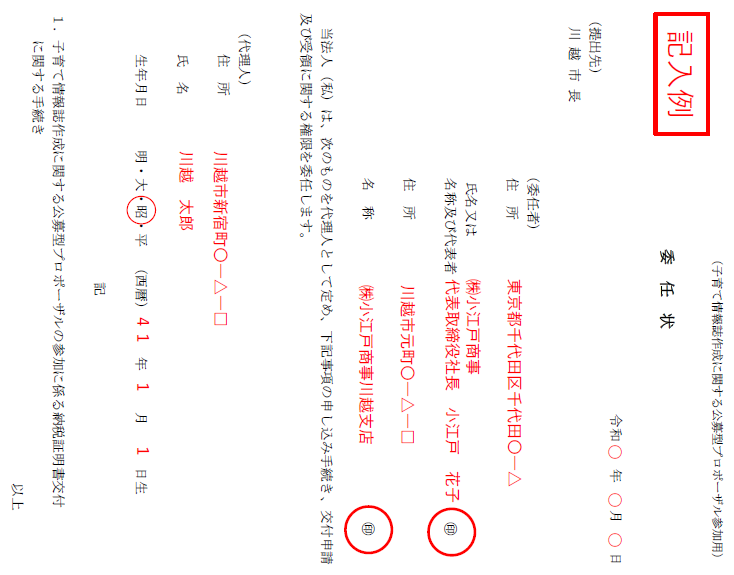 (子育て情報誌作成に関する公募型プロポーザル参加用)
記入例
委任状
令和〇年〇月〇日
(提出先)
川越市長
(委任者)
住所 東京都千代田区千代田〇ー△
氏名又は ㈱小江戸商事
名称及び代表者 代表取締役社長 小江戸 花子 ㊞
住所 川越市元町〇ー△ー□
名称 ㈱小江戸商事川越支店 ㊞
当法人(私)は、次のものを代理人として定め、下記事項の申し込み手続き、交付申請
及び受領に関する権限を委任します。
(代理人)
住所 川越市新宿町〇ー△ー□
氏名 川越 太郎
生年月日 明・大・昭・平 (西暦) 41年 1月 1日生
記
1．子育て情報誌作成に関する公募型プロポーザルの参加に係る納税証明書交付
に関する手続き
以上